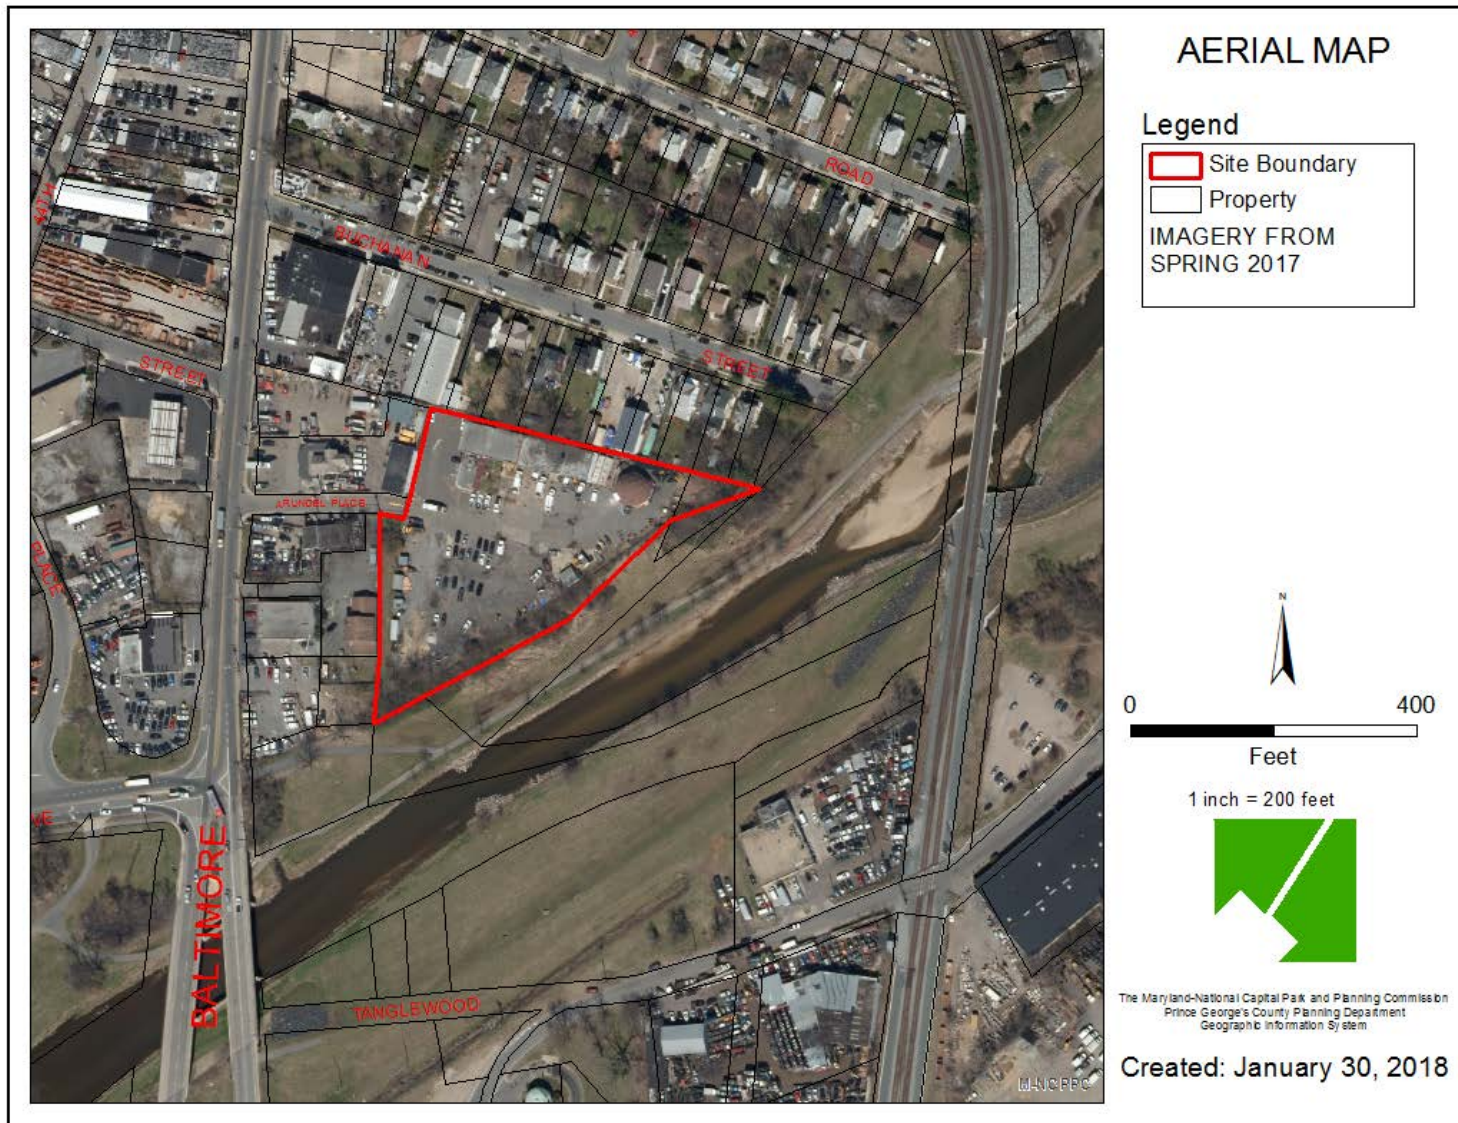 AERIAL MAP
Legend
Site Boundary
Property
IMAGERY FROM
SPRING 2017
N
0 400
Feet
1 inch = 200 feet
The Maryland-National Capital Park and Planning Commission
Prince George's County Planning Department
Geographic Information System
Created: January 30, 2018
44TH
ROAD
BUCHANAN
STREET
STREET
ARUNDEL PLACE
PLACE
BALTIMORE
TANGLEWOOD
M-NCPPC